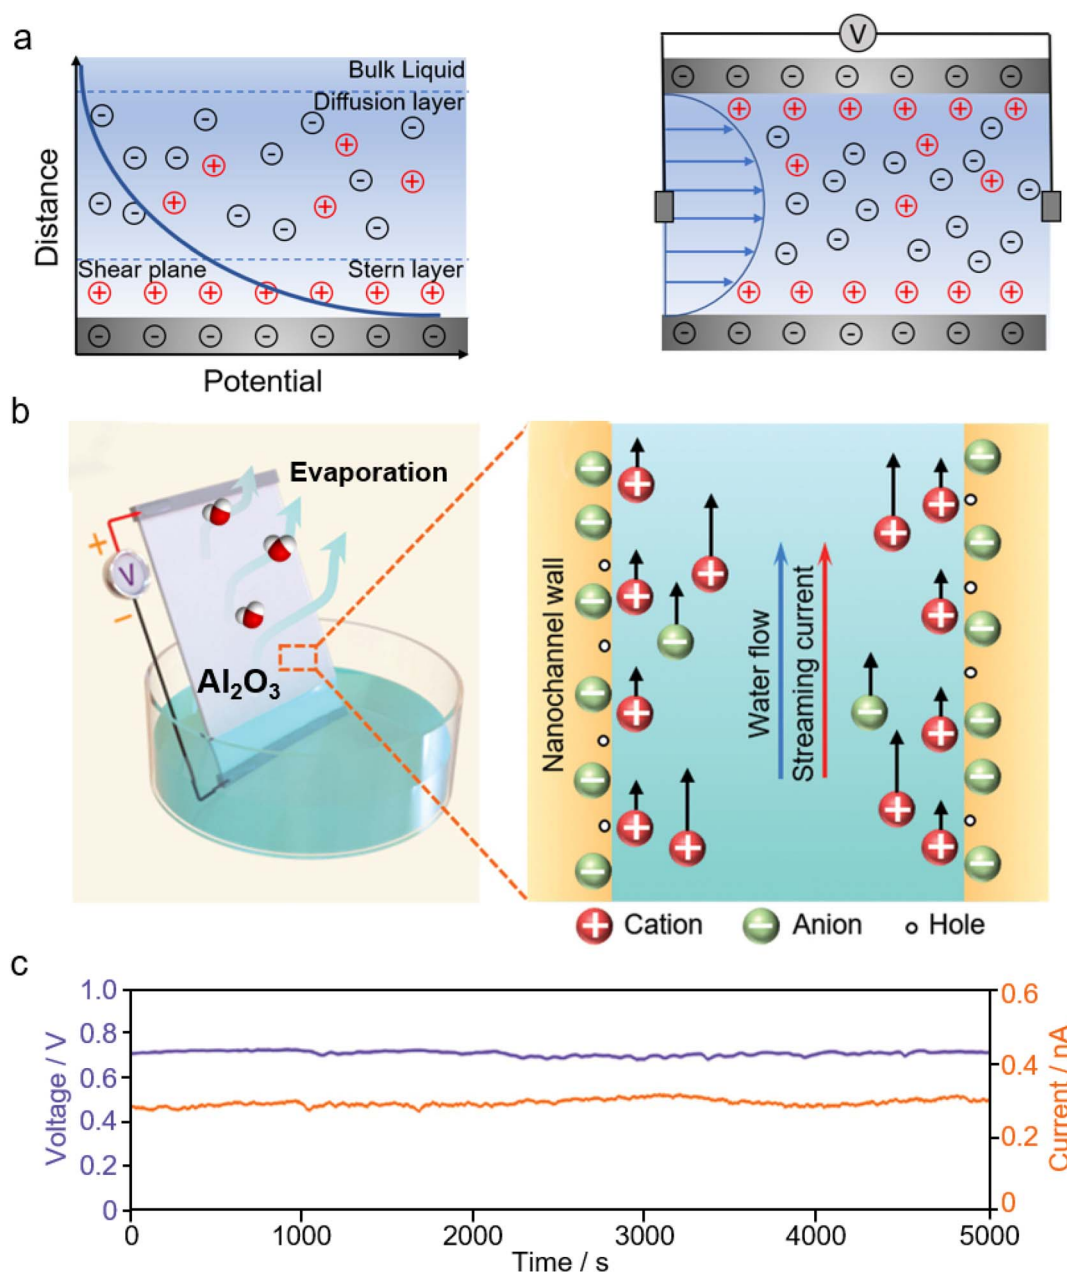 a
Bulk Liquid
Diffusion layer
Shear plane
Stern layer
Distance
Potential
V
b
Evaporation
+
V
−
Al₂O₃
Nanochannel wall
Water flow
Streaming current
Cation
Anion
Hole
c
1.0
0.8
0.6
0.4
0.2
0
Voltage / V
0.6
0.4
0.2
0
Current / nA
0
1000
2000
3000
4000
5000
Time / s